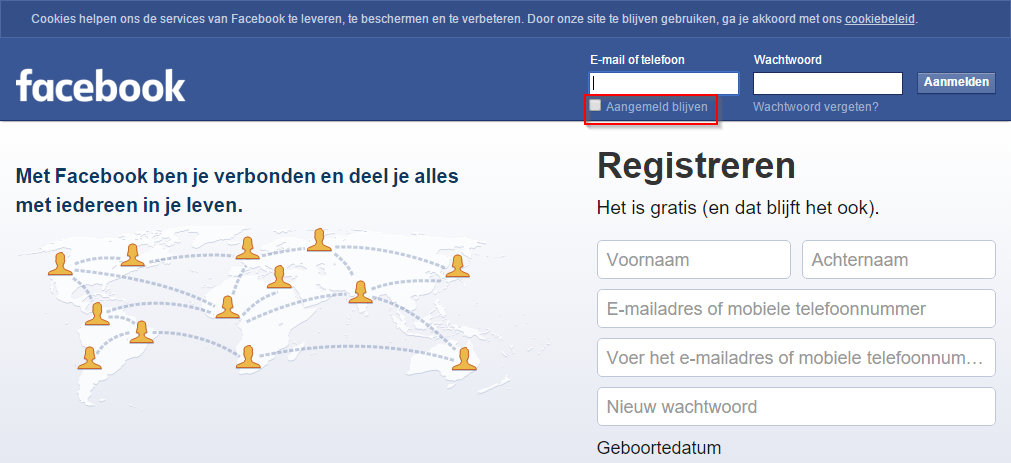 Cookies helpen ons de services van Facebook te leveren, te beschermen en te verbeteren. Door onze site te blijven gebruiken, ga je akkoord met ons cookiebeleid.
facebook
E-mail of telefoon
Wachtwoord
Aanmelden
Aangemeld blijven
Wachtwoord vergeten?
Met Facebook ben je verbonden en deel je alles
met iedereen in je leven.
Registreren
Het is gratis (en dat blijft het ook).
Voornaam
Achternaam
E-mailadres of mobiele telefoonnummer
Voer het e-mailadres of mobiele telefoonnum…
Nieuw wachtwoord
Geboortedatum